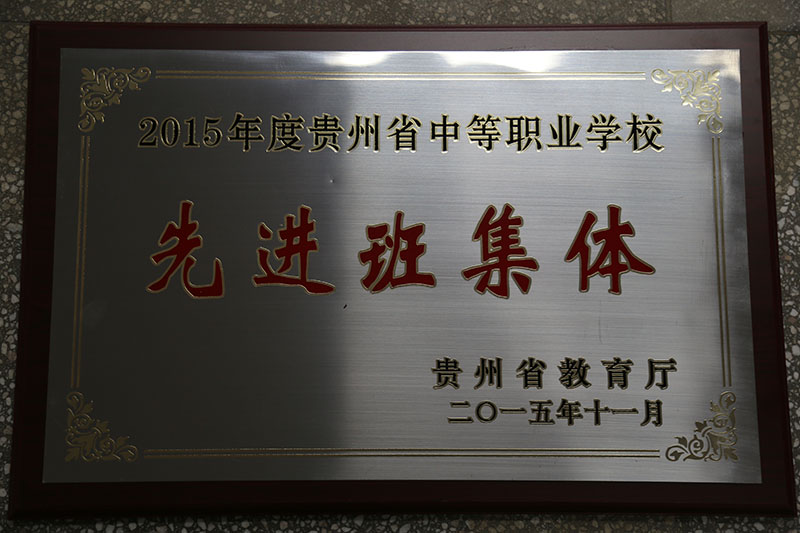 2015年度贵州省中等职业学校
先进班集体
贵州省教育厅
二〇一五年十一月